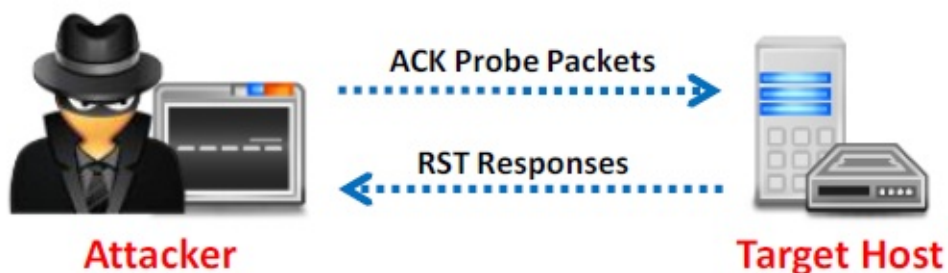 ACK Probe Packets
RST Responses
Attacker
Target Host